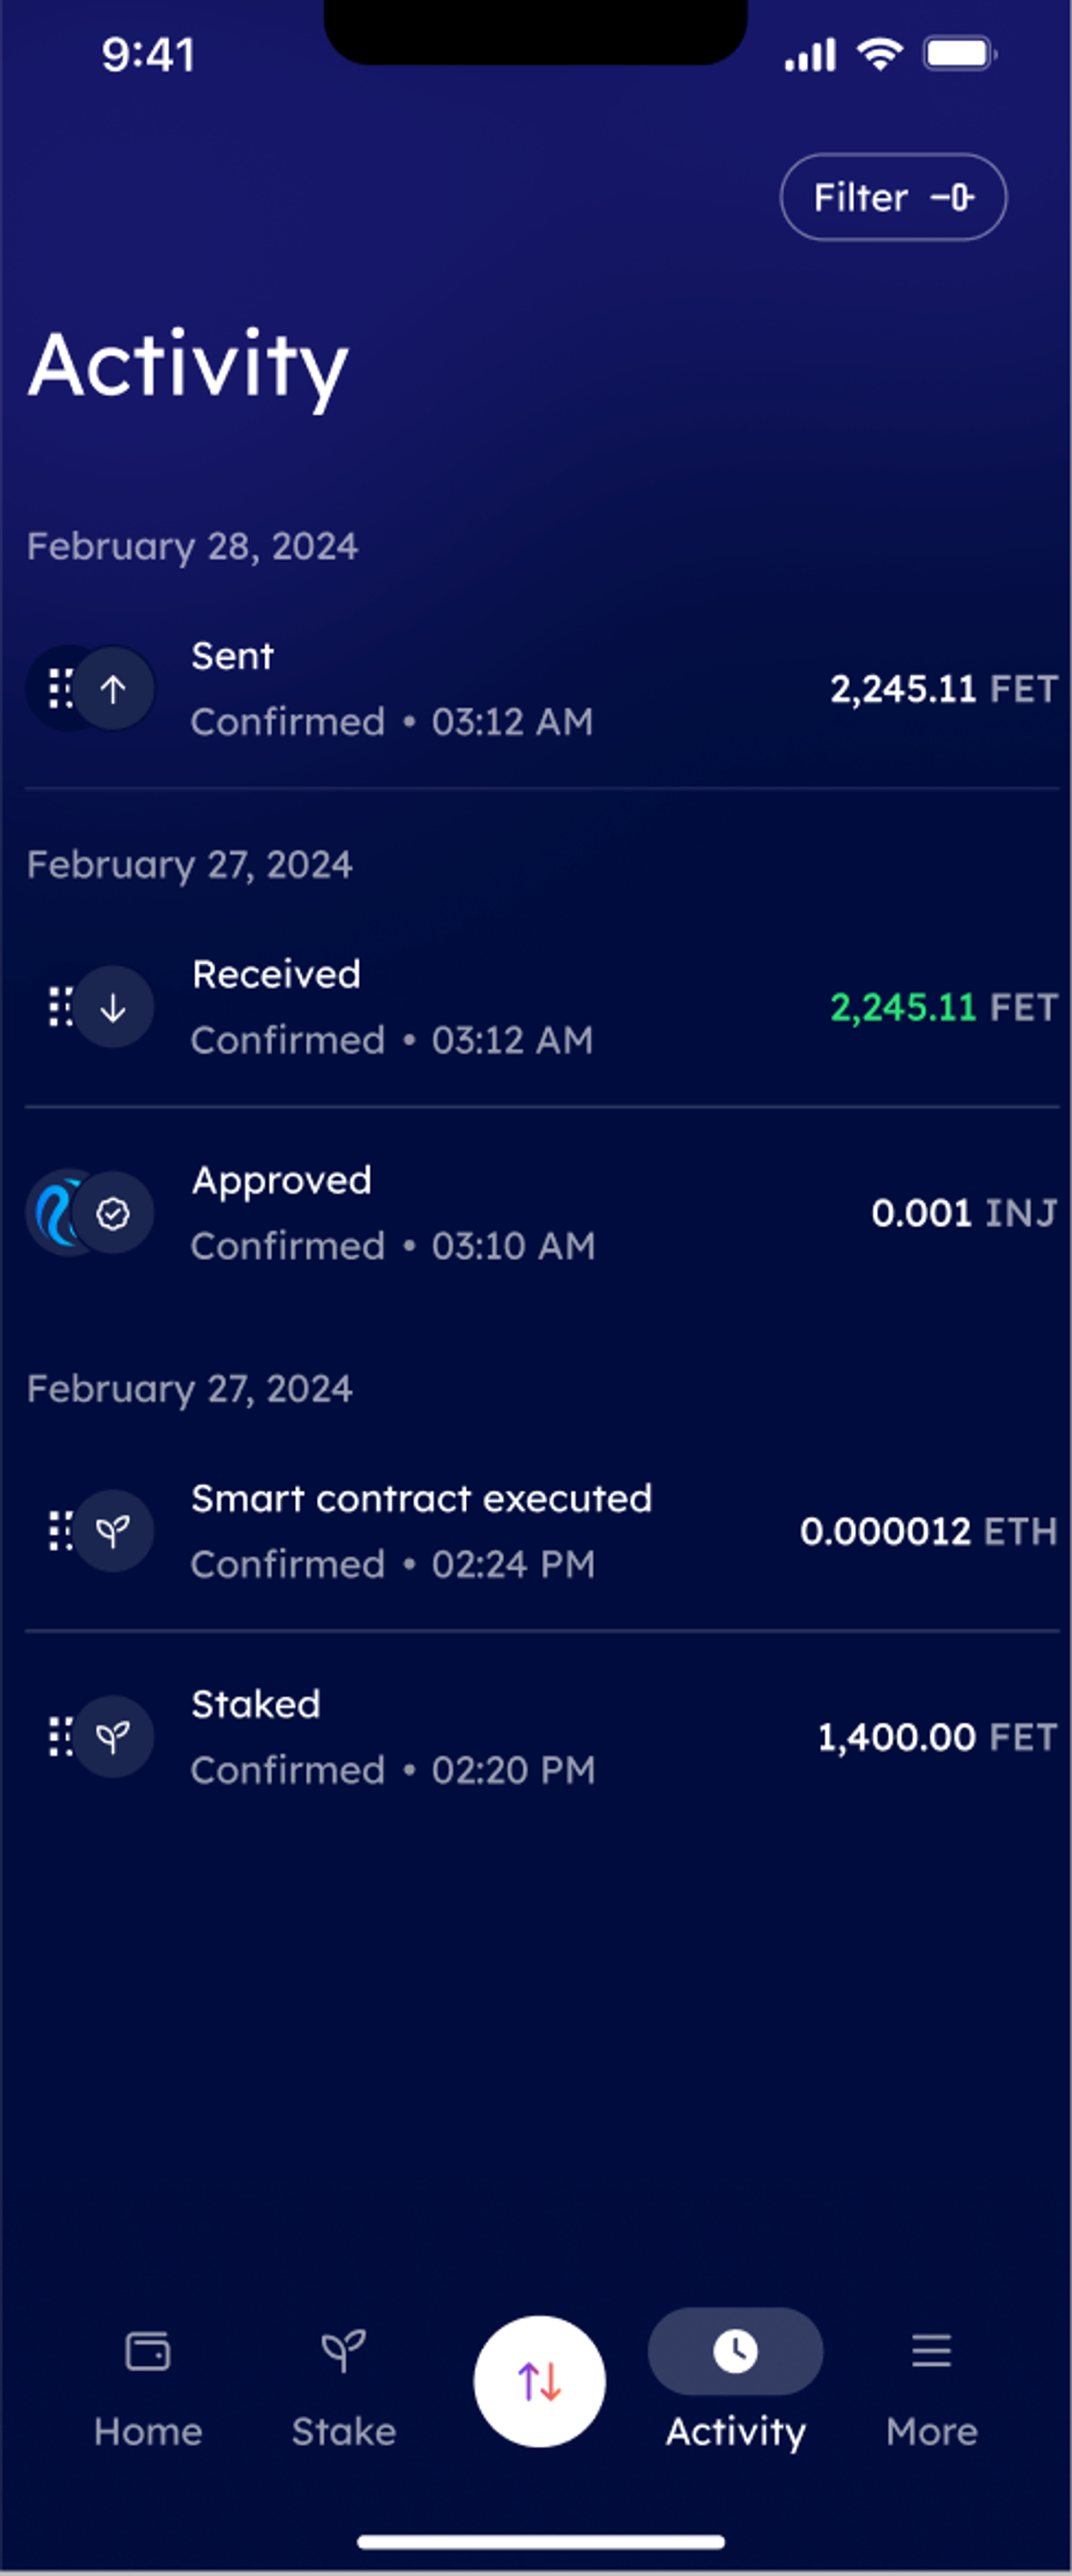 9:41
Filter
Activity
February 28, 2024
Sent
Confirmed • 03:12 AM
2,245.11 FET
February 27, 2024
Received
Confirmed • 03:12 AM
2,245.11 FET
Approved
Confirmed • 03:10 AM
0.001 INJ
February 27, 2024
Smart contract executed
Confirmed • 02:24 PM
0.000012 ETH
Staked
Confirmed • 02:20 PM
1,400.00 FET
Home
Stake
Activity
More